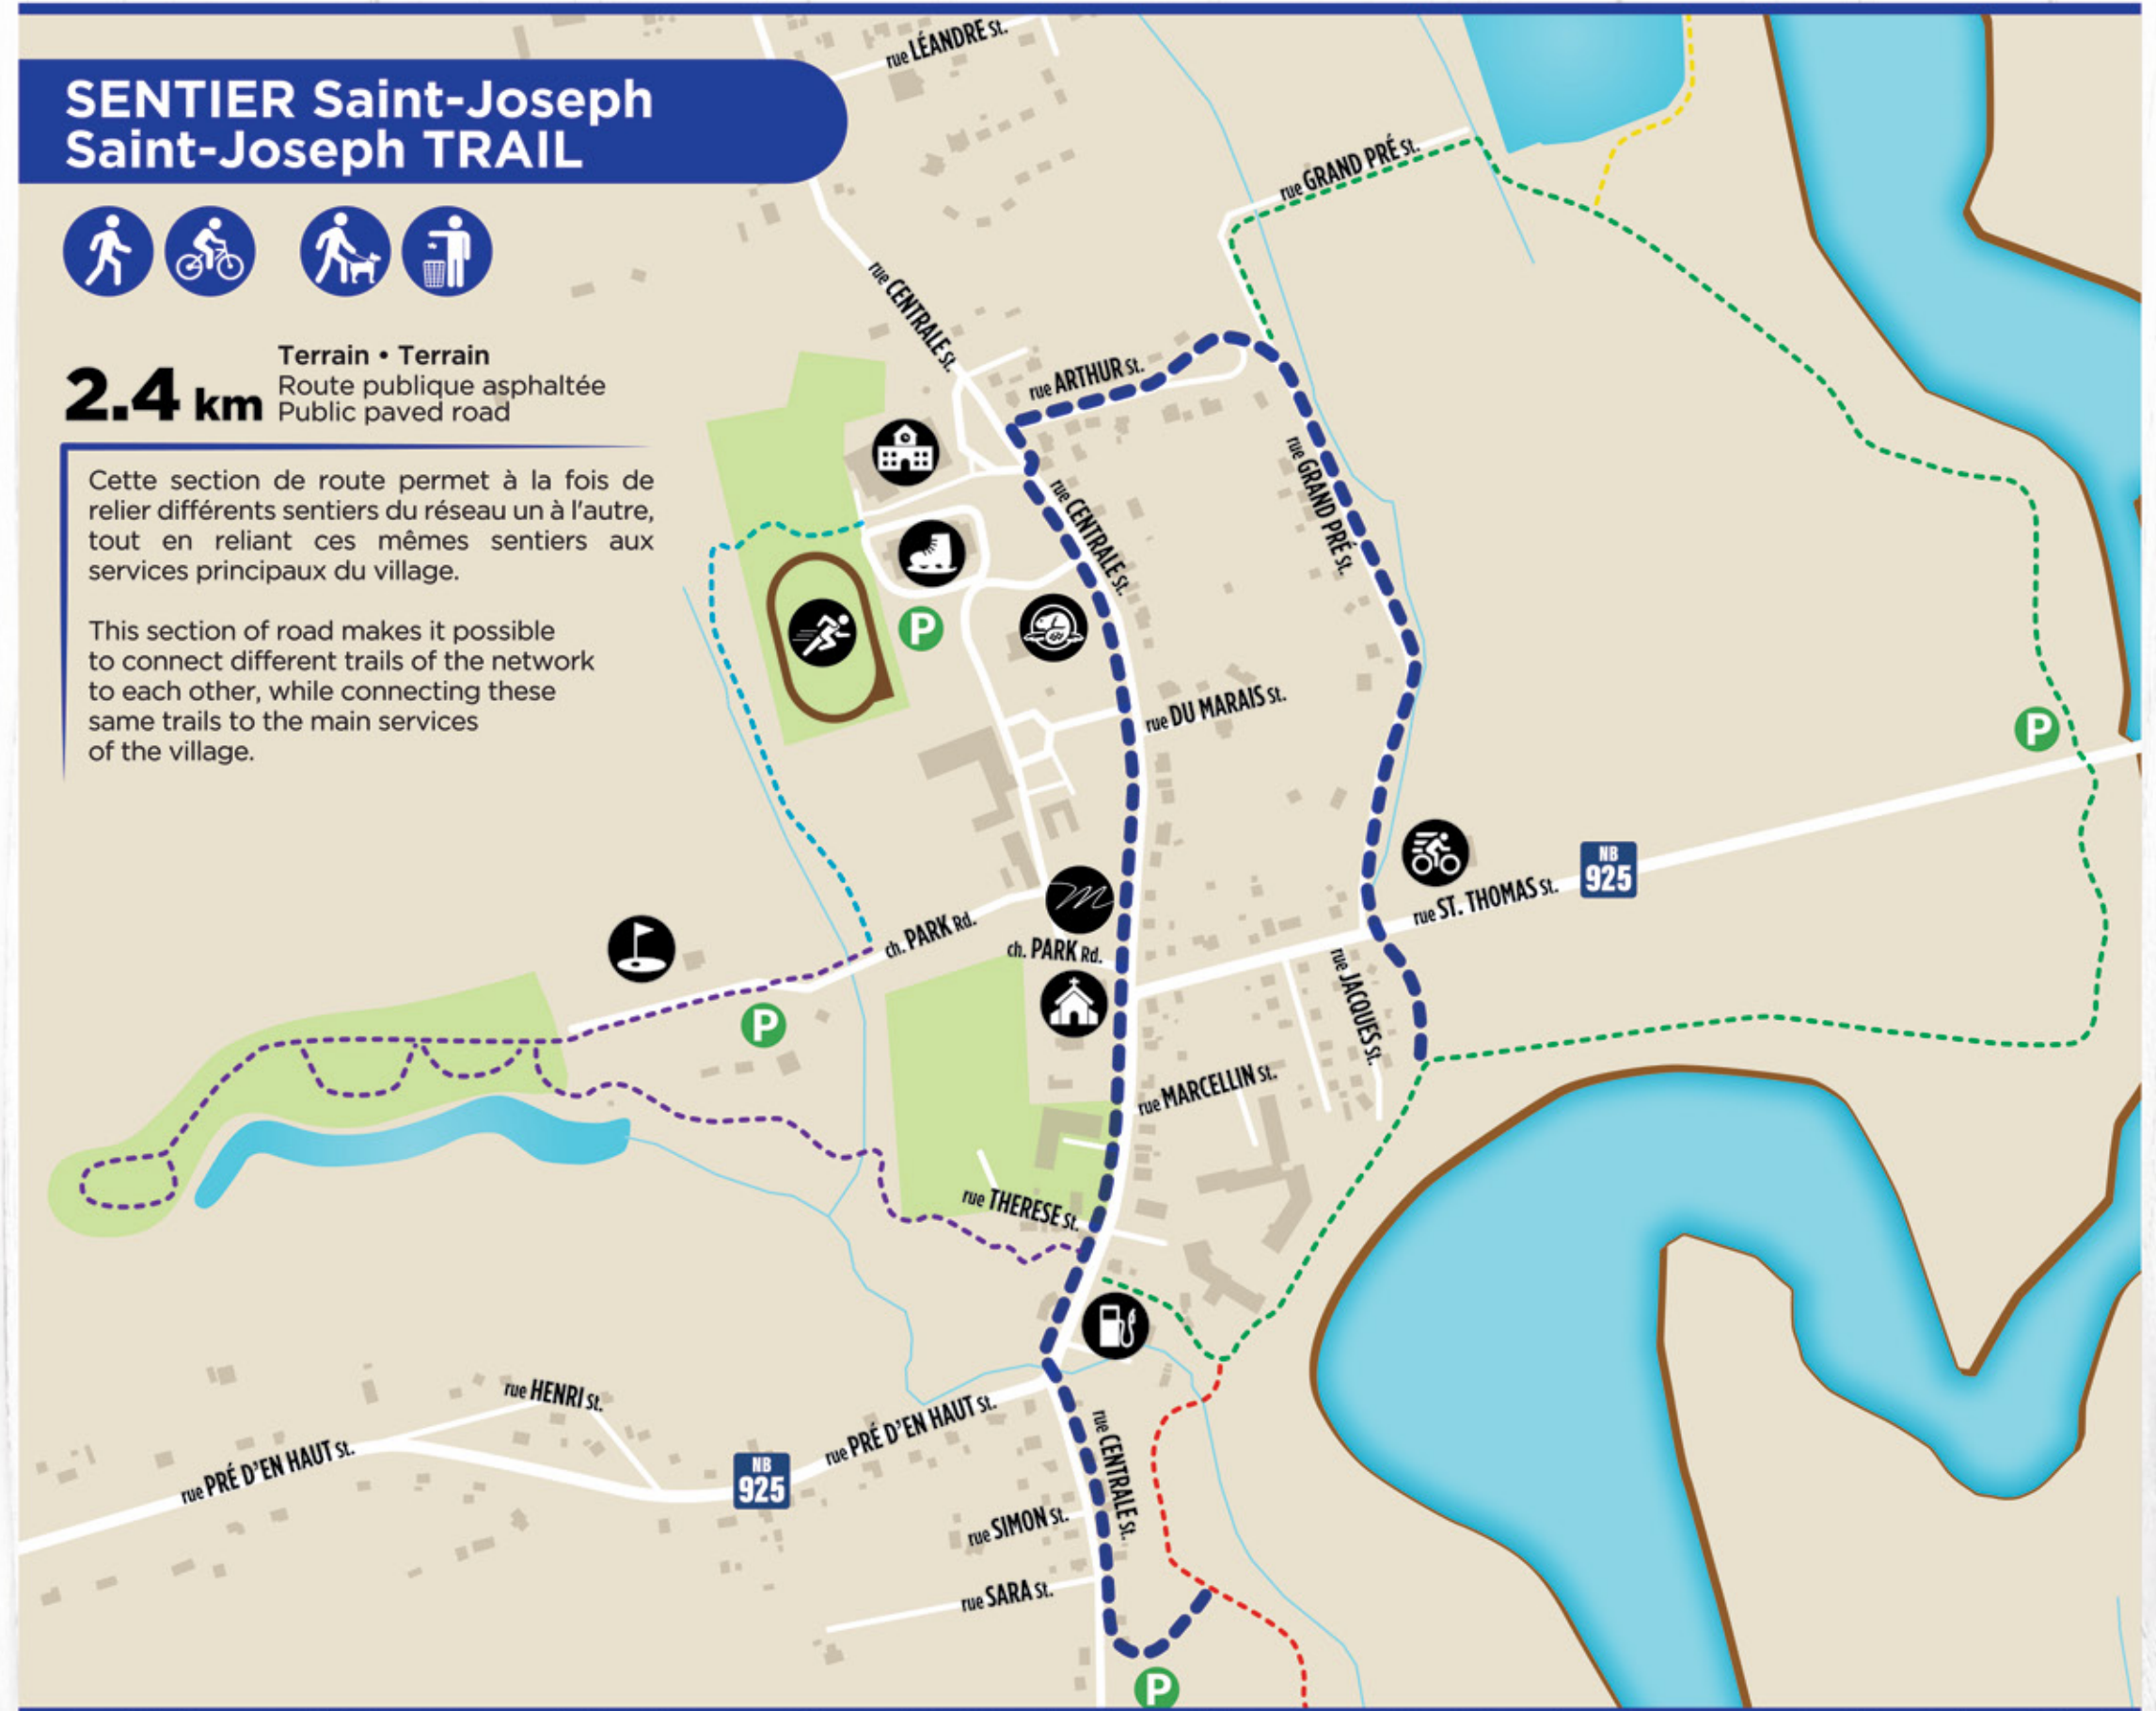 SENTIER Saint-Joseph
Saint-Joseph TRAIL
2.4 km
Terrain • Terrain
Route publique asphaltée
Public paved road
Cette section de route permet à la fois de
relier différents sentiers du réseau un à l'autre,
tout en reliant ces mêmes sentiers aux
services principaux du village.
This section of road makes it possible
to connect different trails of the network
to each other, while connecting these
same trails to the main services
of the village.
rue LÉANDRE St.
rue GRAND PRÉ St.
rue CENTRALE St.
rue ARTHUR St.
rue GRAND PRÉ St.
rue CENTRALE St.
P
rue DU MARAIS St.
P
NB
925
rue ST. THOMAS St.
ch. PARK Rd.
ch. PARK Rd.
rue JACQUES St.
P
rue MARCELLIN St.
rue THERESE St.
rue HENRI St.
rue PRÉ D'EN HAUT St.
rue PRÉ D'EN HAUT St.
NB
925
rue CENTRALE St.
rue SIMON St.
rue SARA St.
P